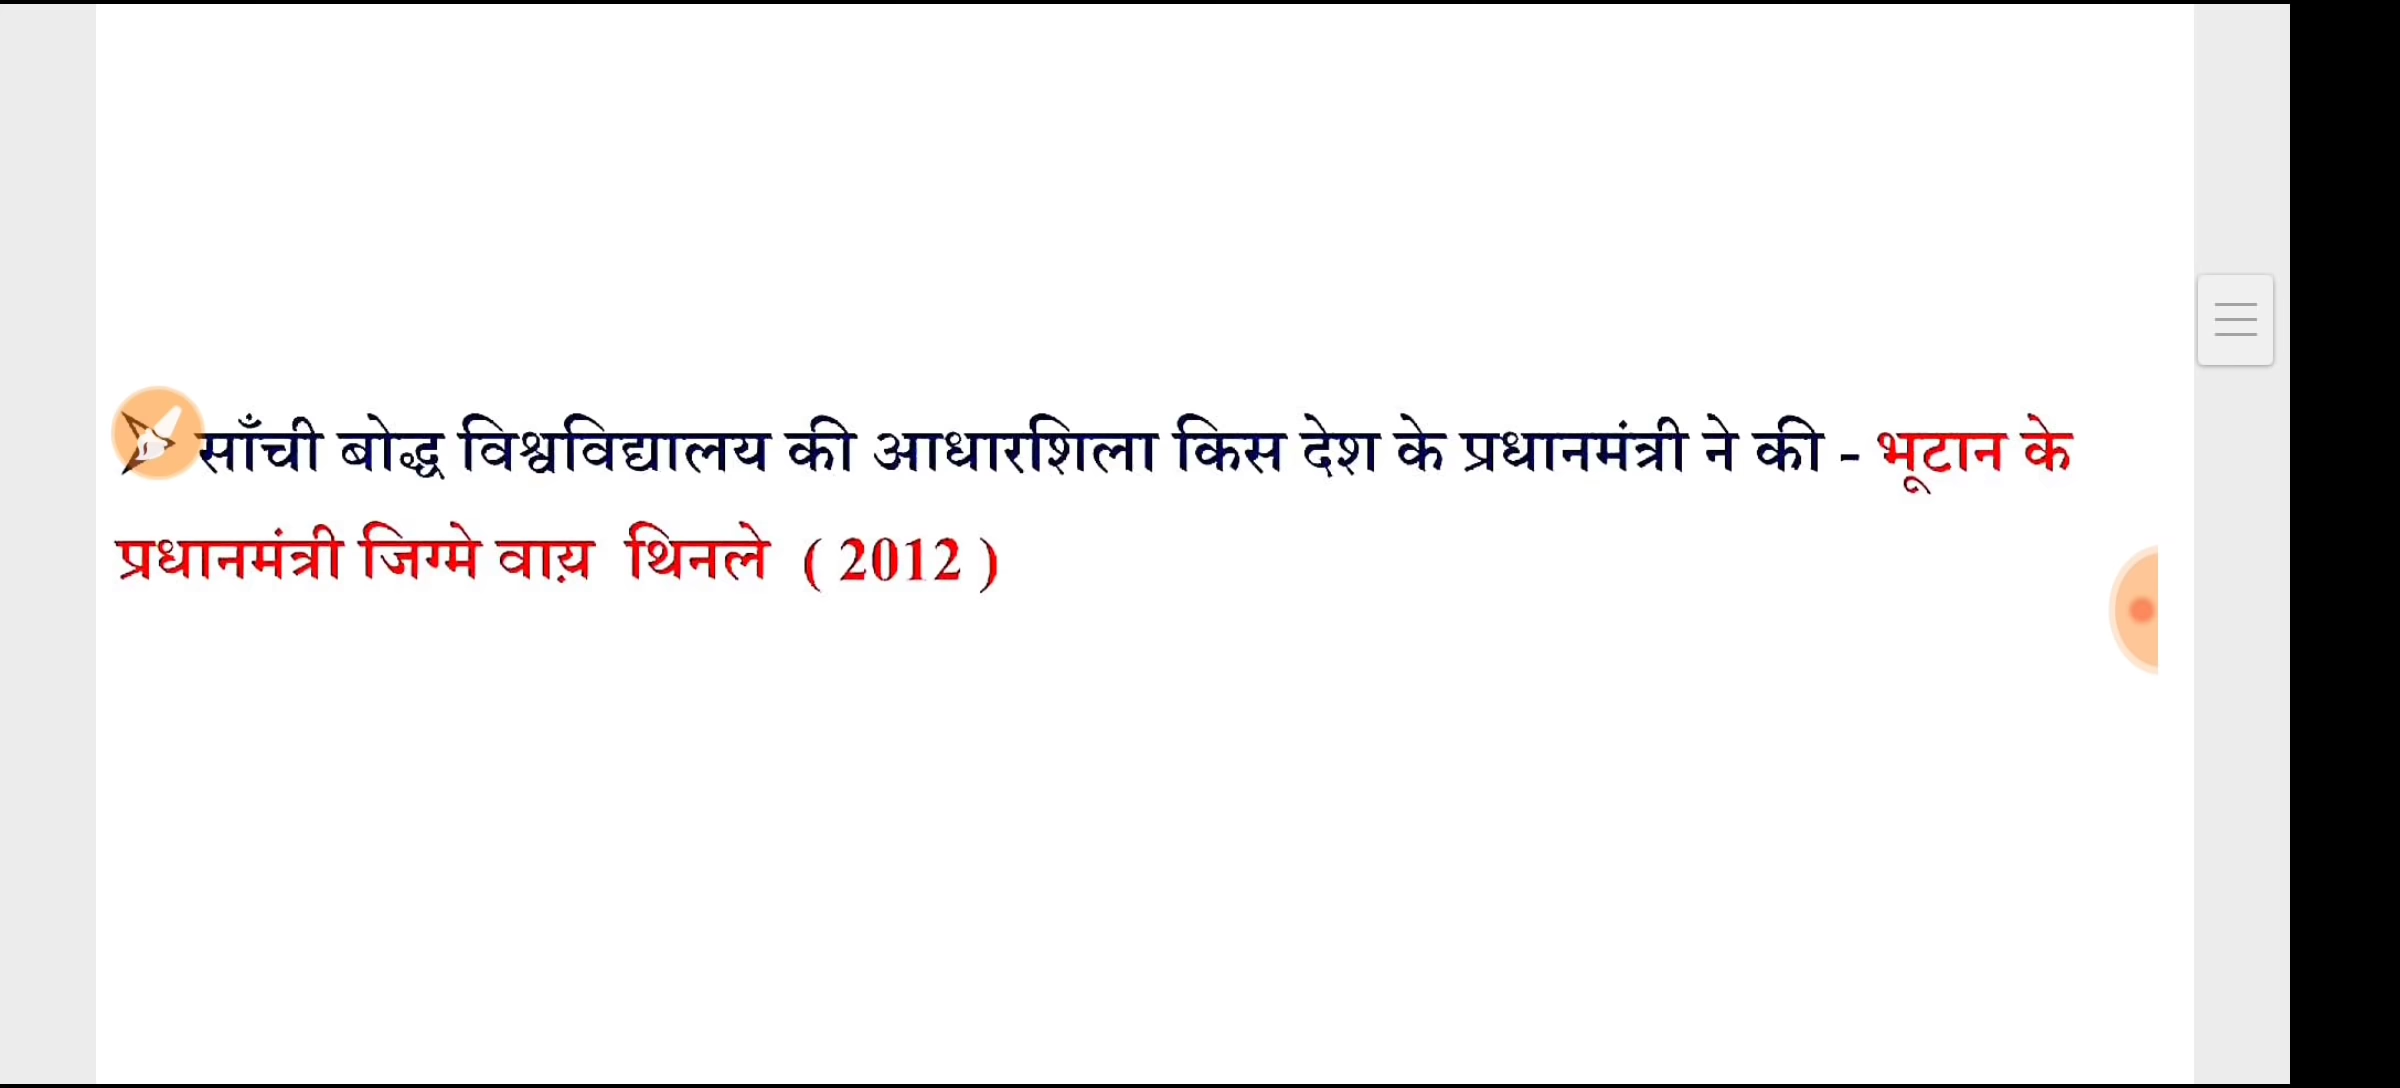 साँची बोद्ध विश्वविद्यालय की आधारशिला किस देश के प्रधानमंत्री ने की - भूटान के
प्रधानमंत्री जिग्मे वाय़ थिनले ( 2012 )